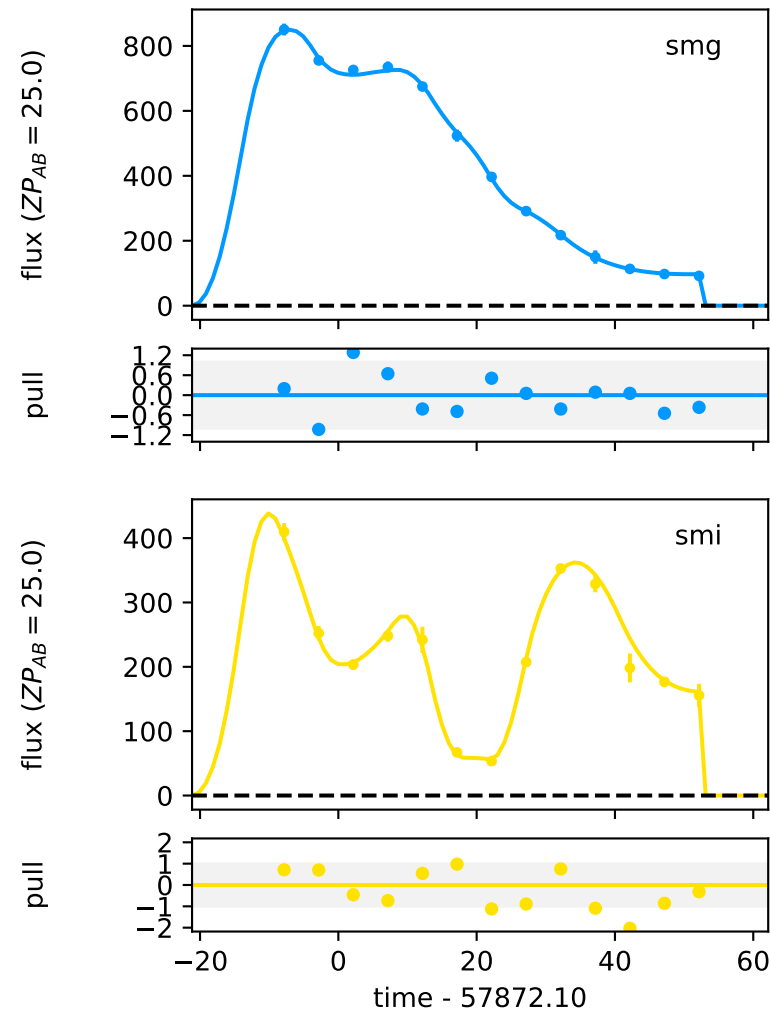 flux (ZP_AB = 25.0)
800
600
400
200
0
smg
pull
1.2
0.6
0.0
−0.6
−1.2
flux (ZP_AB = 25.0)
400
300
200
100
0
smi
pull
2
1
0
−1
−2
−20 0 20 40 60
time - 57872.10